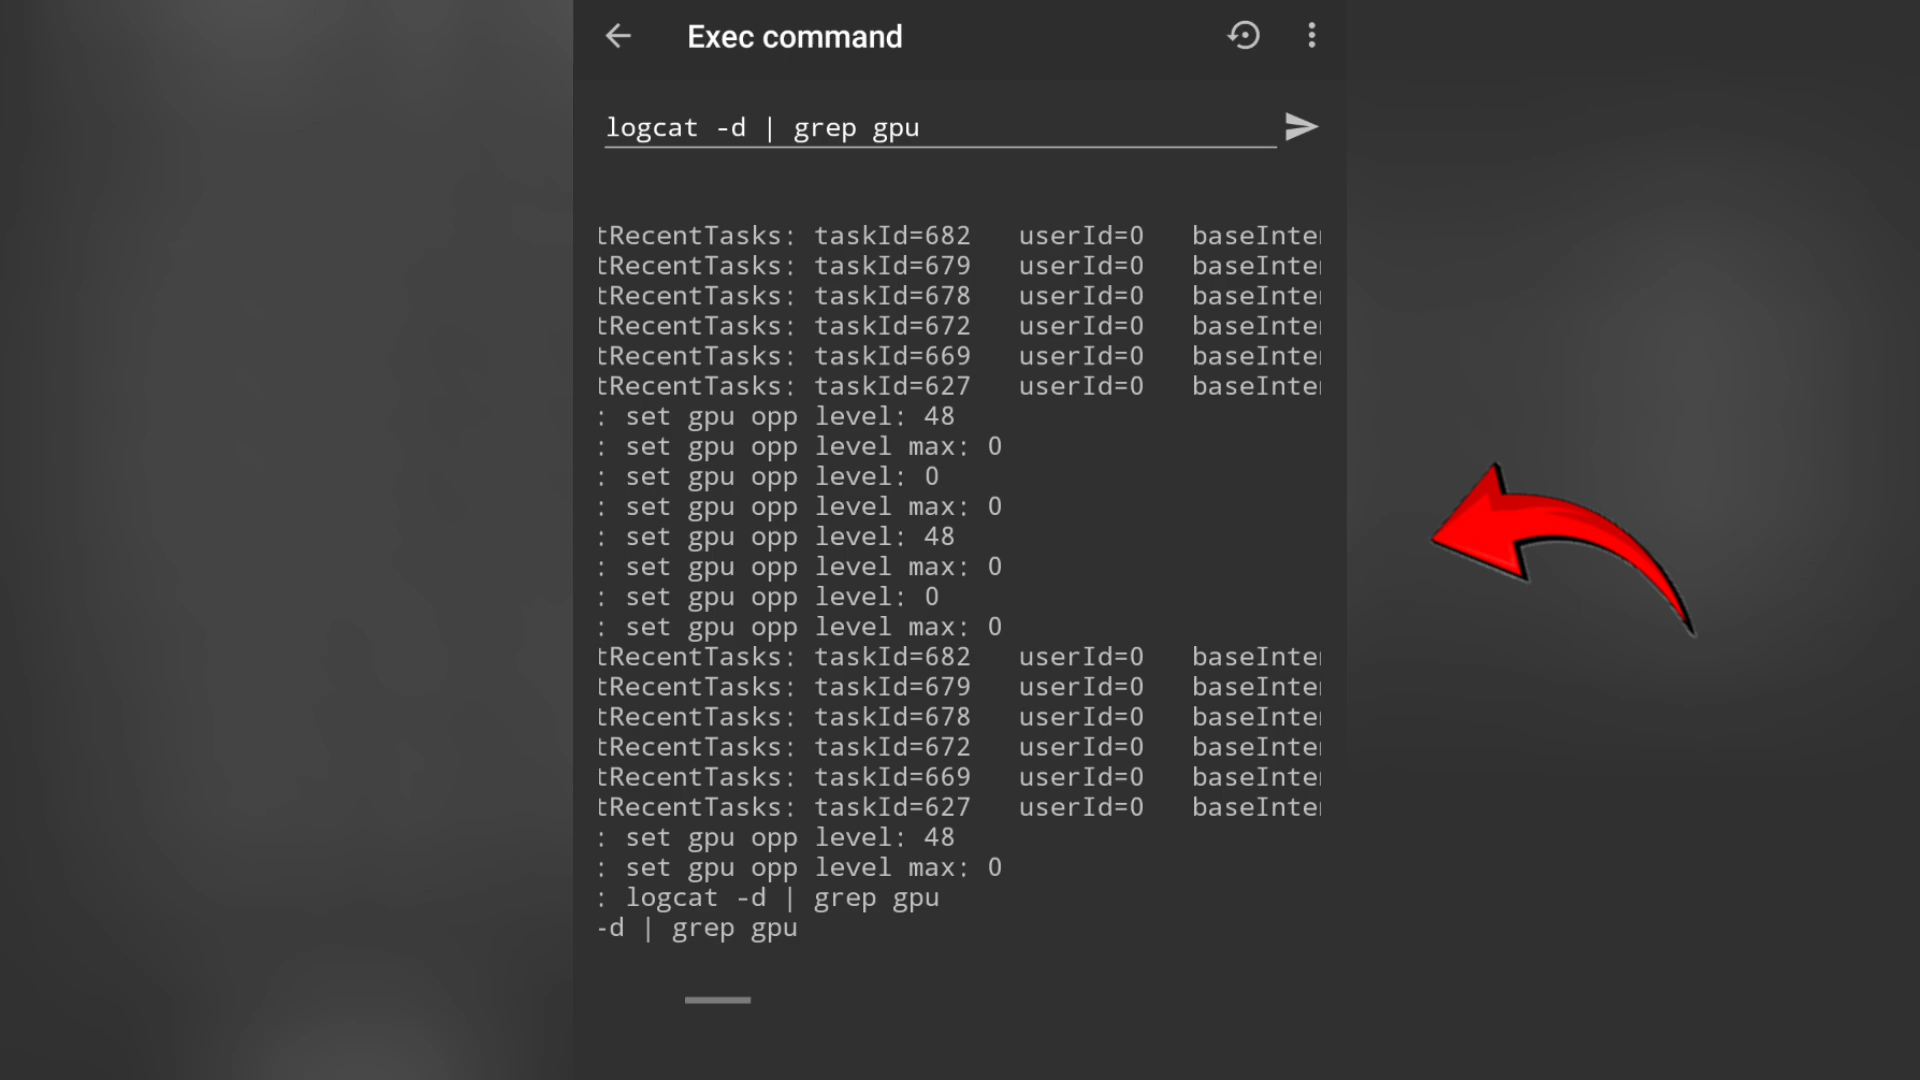 Exec command
logcat -d | grep gpu
tRecentTasks: taskId=682 userId=0 baseInte
tRecentTasks: taskId=679 userId=0 baseInte
tRecentTasks: taskId=678 userId=0 baseInte
tRecentTasks: taskId=672 userId=0 baseInte
tRecentTasks: taskId=669 userId=0 baseInte
tRecentTasks: taskId=627 userId=0 baseInte
: set gpu opp level: 48
: set gpu opp level max: 0
: set gpu opp level: 0
: set gpu opp level max: 0
: set gpu opp level: 48
: set gpu opp level max: 0
: set gpu opp level: 0
: set gpu opp level max: 0
tRecentTasks: taskId=682 userId=0 baseInte
tRecentTasks: taskId=679 userId=0 baseInte
tRecentTasks: taskId=678 userId=0 baseInte
tRecentTasks: taskId=672 userId=0 baseInte
tRecentTasks: taskId=669 userId=0 baseInte
tRecentTasks: taskId=627 userId=0 baseInte
: set gpu opp level: 48
: set gpu opp level max: 0
: logcat -d | grep gpu
-d | grep gpu